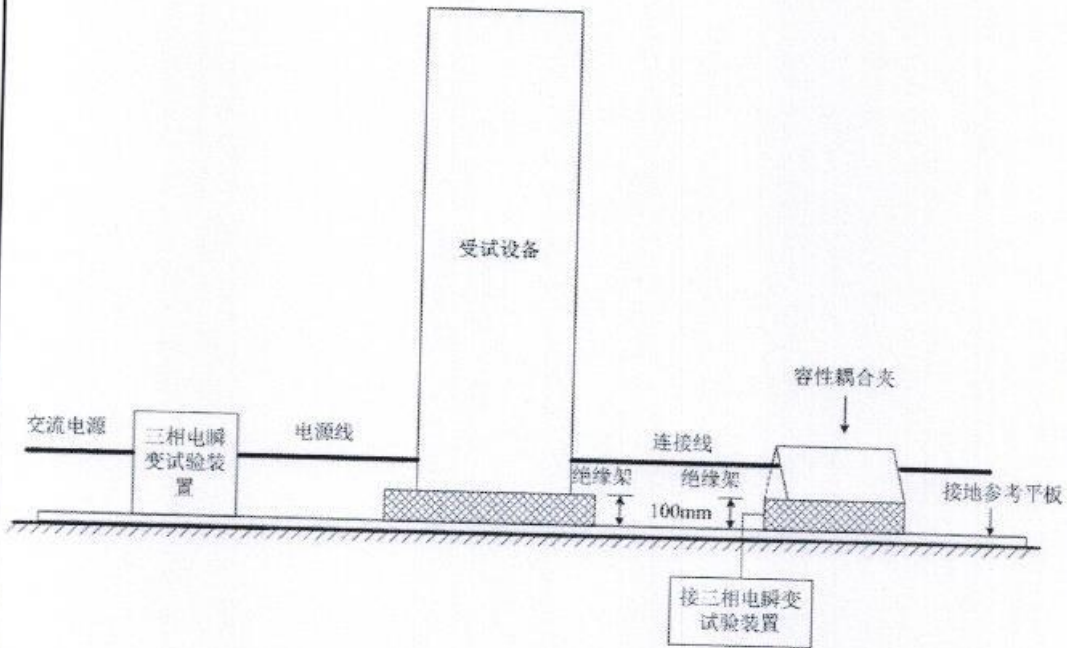 受试设备
容性耦合夹
交流电源
三相电瞬
变试验装
置
电源线
连接线
绝缘架
绝缘架
100mm
接地参考平板
接三相电瞬变
试验装置